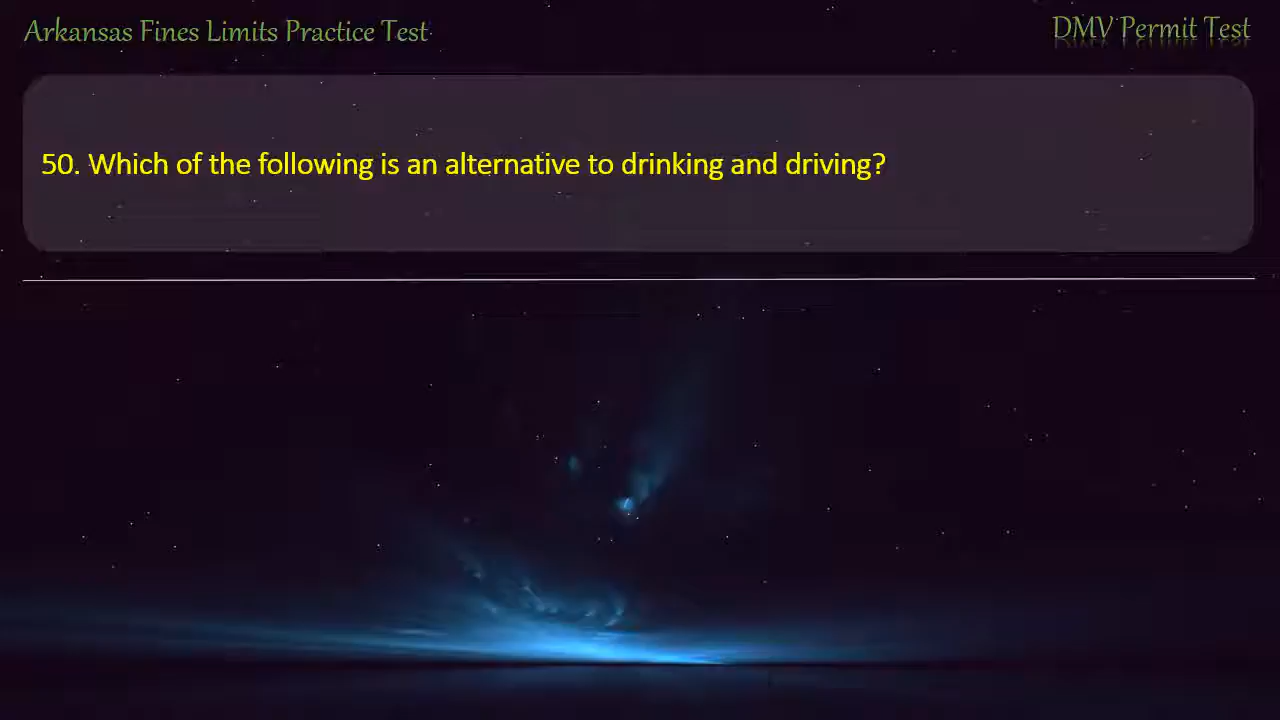 Arkansas Fines Limits Practice Test
DMV Permit Test
50. Which of the following is an alternative to drinking and driving?